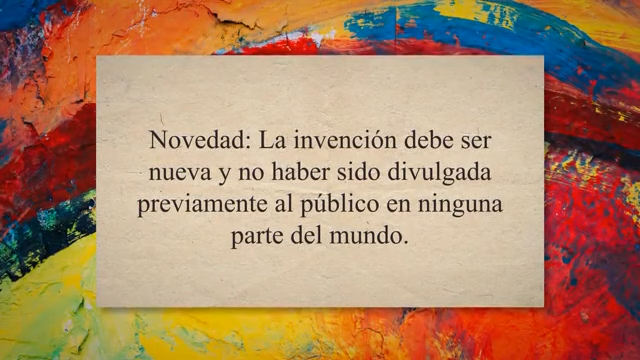 Novedad: La invención debe ser
nueva y no haber sido divulgada
previamente al público en ninguna
parte del mundo.